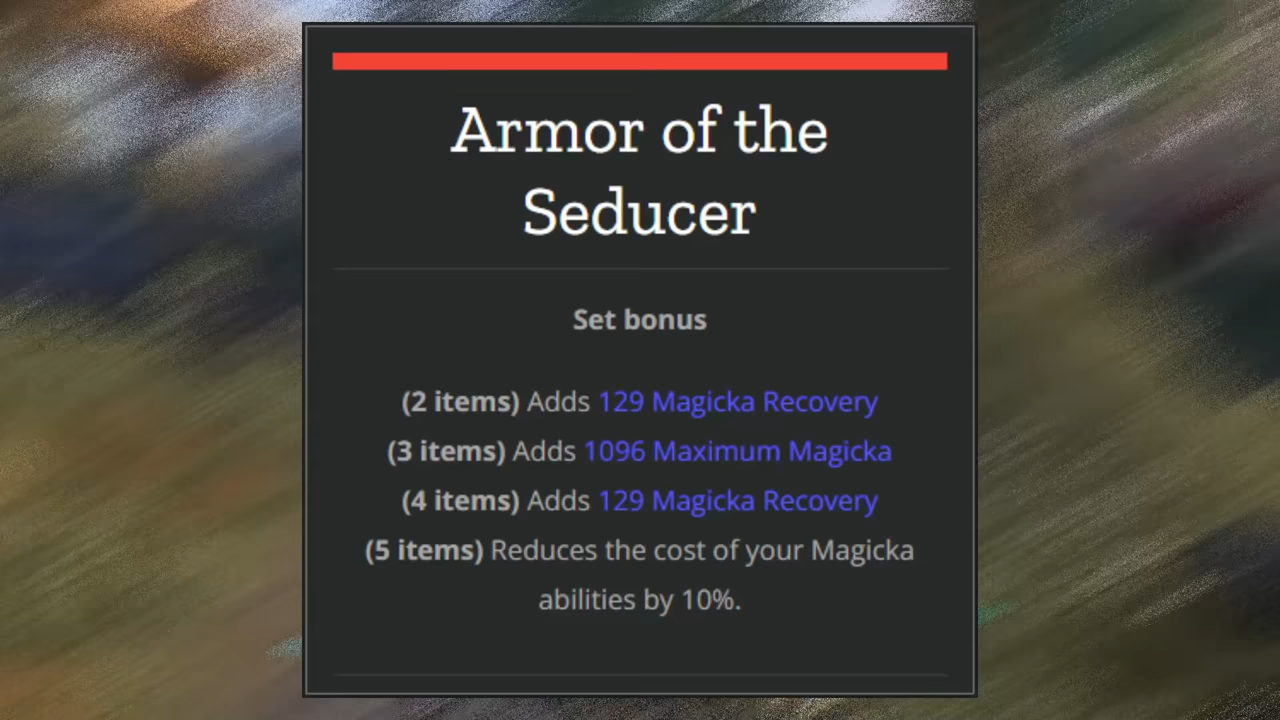 Armor of the
Seducer
Set bonus
(2 items) Adds 129 Magicka Recovery
(3 items) Adds 1096 Maximum Magicka
(4 items) Adds 129 Magicka Recovery
(5 items) Reduces the cost of your Magicka
abilities by 10%.